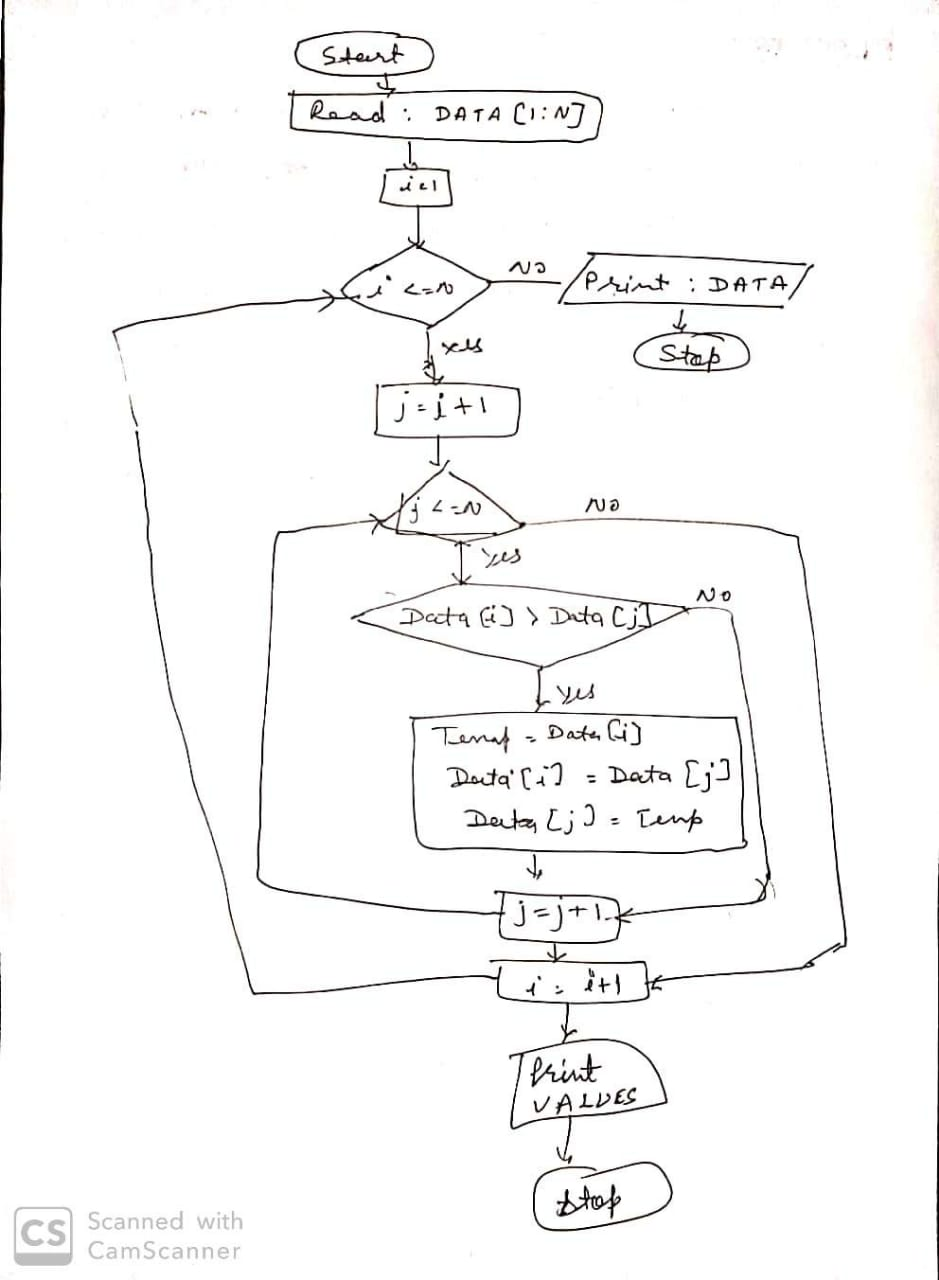 Start
Read : DATA [1:N]
i=1
i <=N
NO
Print : DATA
Stop
Yes
j = i +1
j <=N
NO
Yes
Data [i] > Data [j]
NO
Yes
Temp = Data [i]
Data [i] = Data [j]
Data [j] = Temp
j=j+1
i = i+1
Print
VALUES
Stop
CS
Scanned with
CamScanner